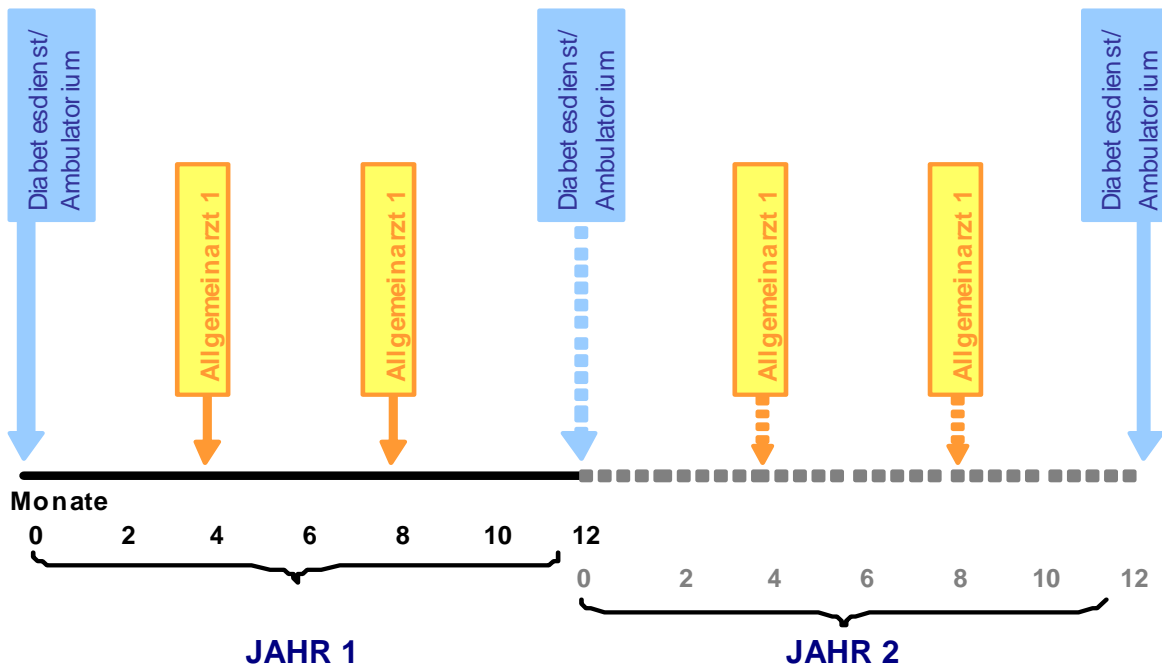 Diabetesdienst/
Ambulatorium
Allgemeinarzt 1
Allgemeinarzt 1
Diabetesdienst/
Ambulatorium
Allgemeinarzt 1
Allgemeinarzt 1
Diabetesdienst/
Ambulatorium
Monate
0 2 4 6 8 10 12
0 2 4 6 8 10 12
JAHR 1 JAHR 2